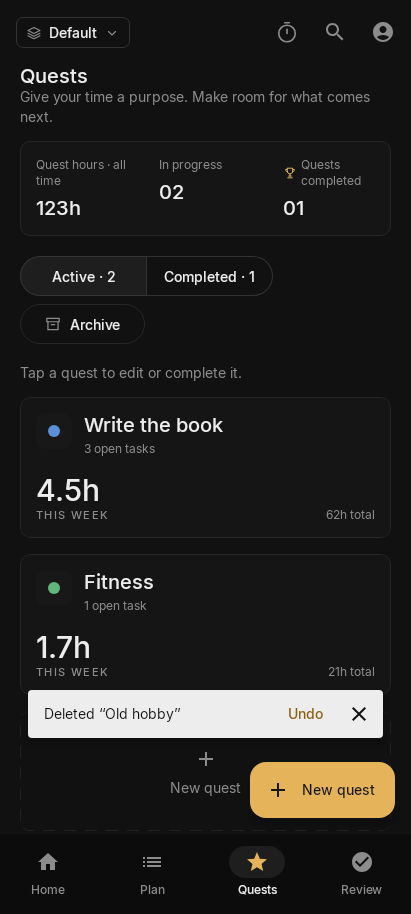 Default
Quests
Give your time a purpose. Make room for what comes
next.
Quest hours · all
time
123h
In progress
02
Quests
completed
01
Active · 2
Completed · 1
Archive
Tap a quest to edit or complete it.
Write the book
3 open tasks
4.5h
THIS WEEK
62h total
Fitness
1 open task
1.7h
THIS WEEK
21h total
Deleted “Old hobby”
Undo
New quest
New quest
Home
Plan
Quests
Review